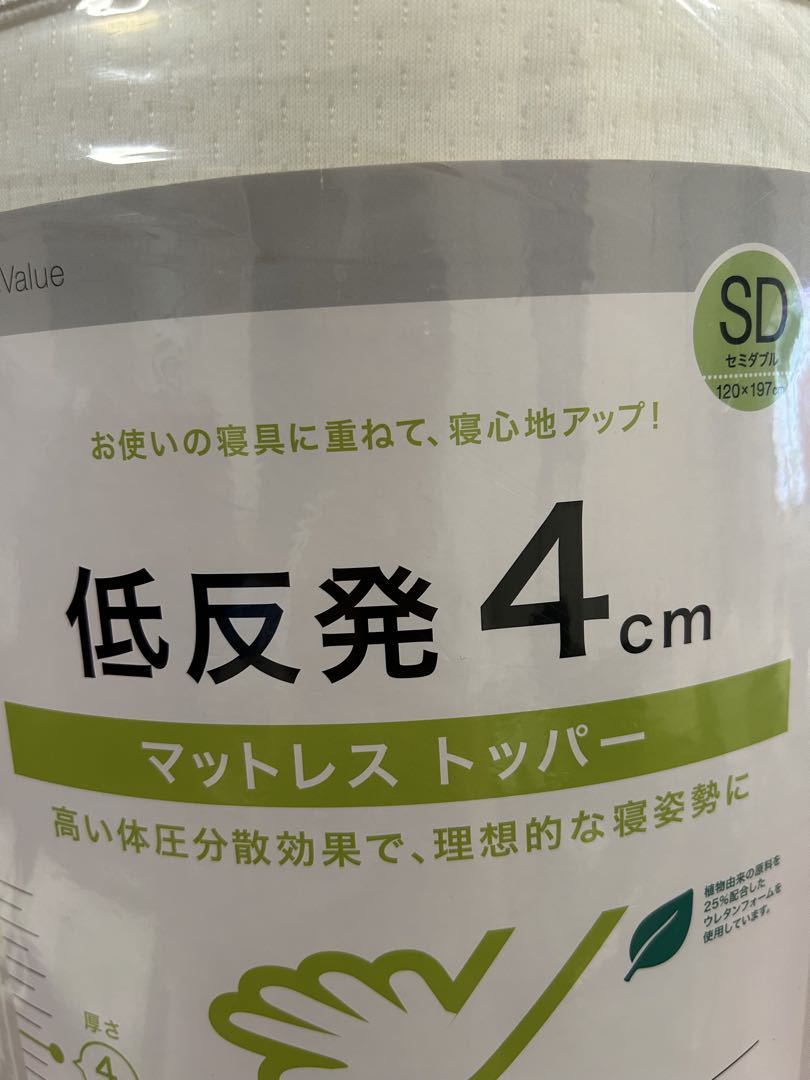 Value
SD
セミダブル
120×197cm
お使いの寝具に重ねて、寝心地アップ!
低反発4cm
マットレス トッパー
高い体圧分散効果で、理想的な寝姿勢に
植物由来の原料を
25%配合した
ウレタンフォームを
使用しています。
厚さ
4